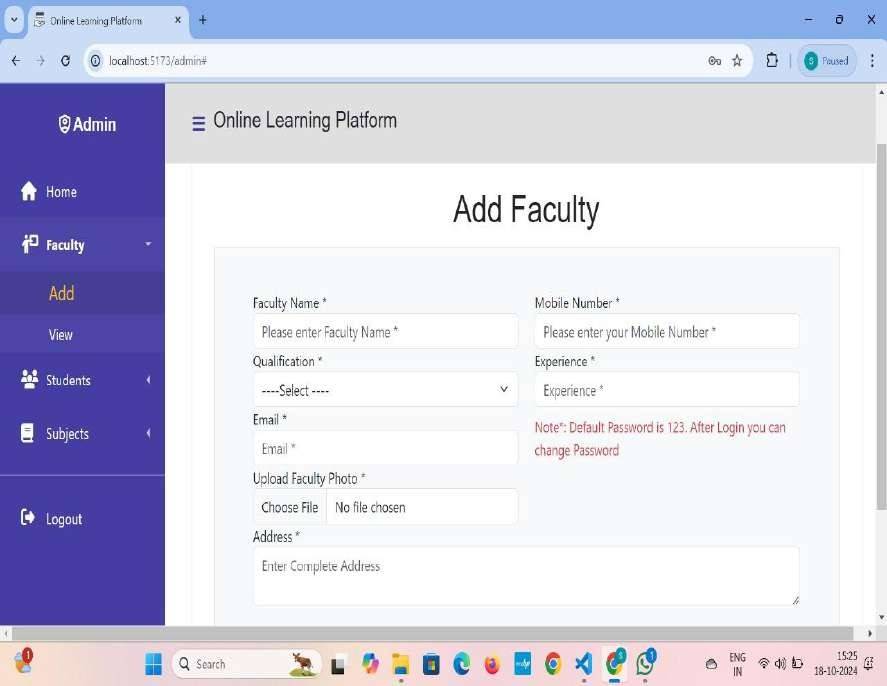 Online Learning Platform
localhost:5173/admin#
S Paused
Admin
Online Learning Platform
Home
Faculty
Add
View
Students
Subjects
Logout
Add Faculty
Faculty Name *
Mobile Number *
Please enter Faculty Name *
Please enter your Mobile Number *
Qualification *
Experience *
----Select ----
Experience *
Email *
Note*: Default Password is 123. After Login you can
change Password
Email *
Upload Faculty Photo *
Choose File No file chosen
Address *
Enter Complete Address
1
Search
S
1
ENG
IN
15:25
18-10-2024